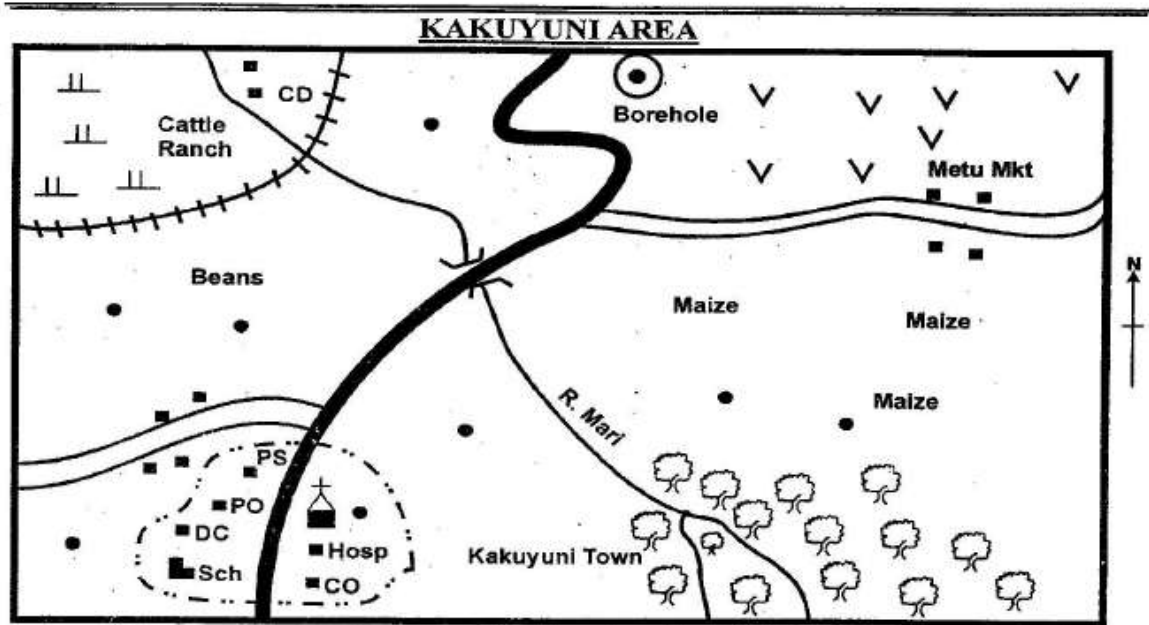 KAKUYUNI AREA
CD
Cattle
Ranch
Borehole
Metu Mkt
N
Beans
Maize
Maize
Maize
R. Mari
PS
PO
DC
Hosp
Kakuyuni Town
Sch
CO